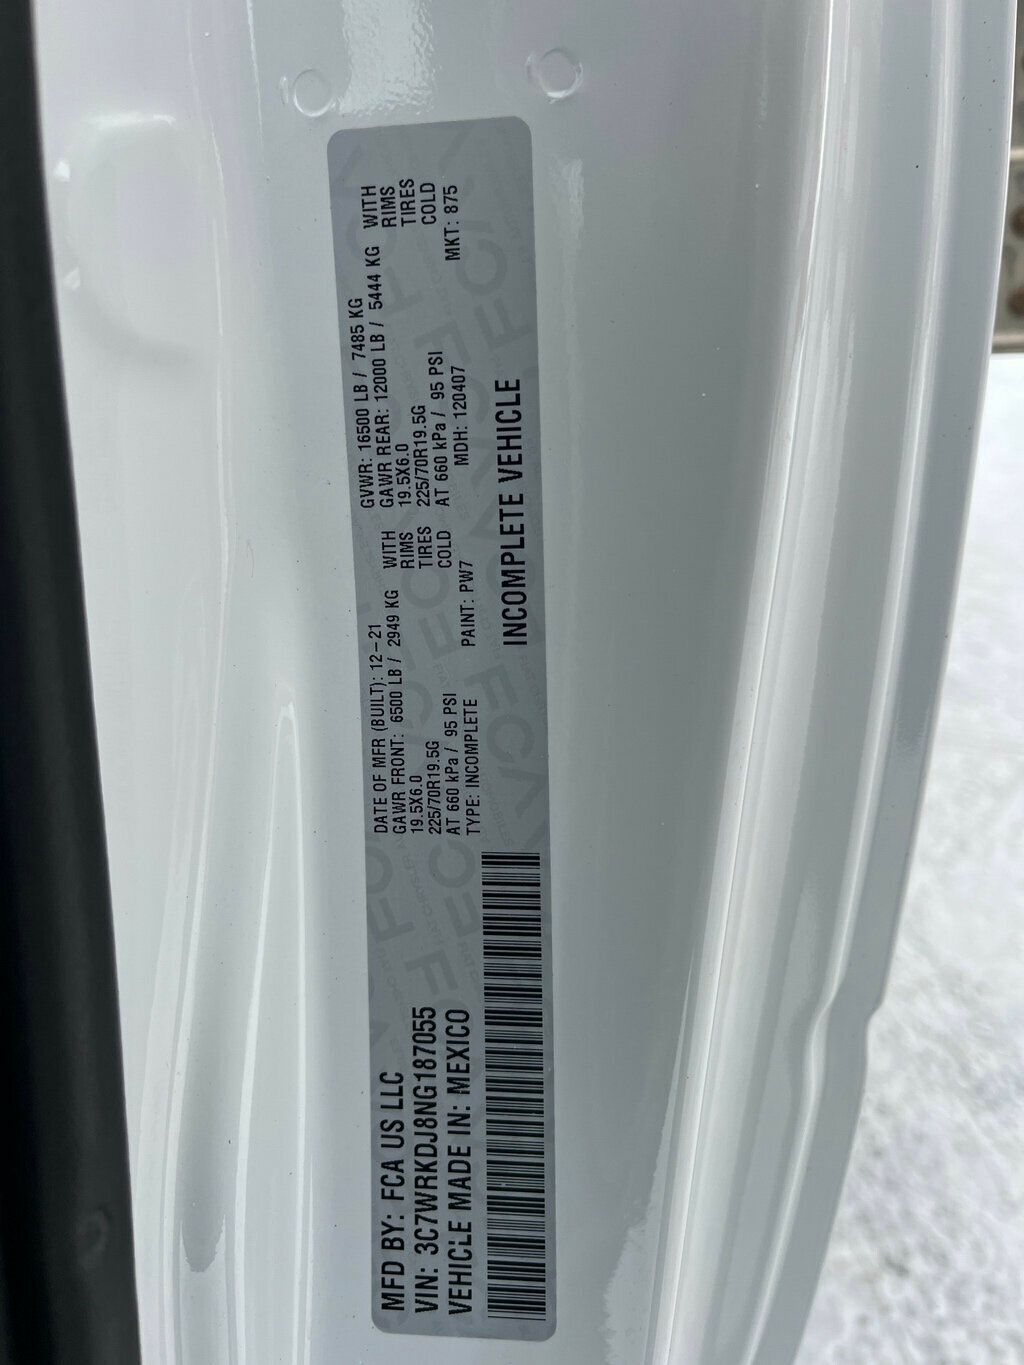 MFD BY: FCA US LLC
VIN: 3C7WRKDJ8NG187055
VEHICLE MADE IN: MEXICO
DATE OF MFR (BUILT): 12-21
GAWR FRONT: 6500 LB / 2949 KG WITH
19.5X6.0 RIMS
225/70R19.5G TIRES
AT 660 kPa / 95 PSI COLD
TYPE: INCOMPLETE PAINT: PW7
GVWR: 16500 LB / 7485 KG
GAWR REAR: 12000 LB / 5444 KG WITH
19.5X6.0 RIMS
225/70R19.5G TIRES
AT 660 kPa / 95 PSI COLD
MDH: 120407 MKT: 875
INCOMPLETE VEHICLE